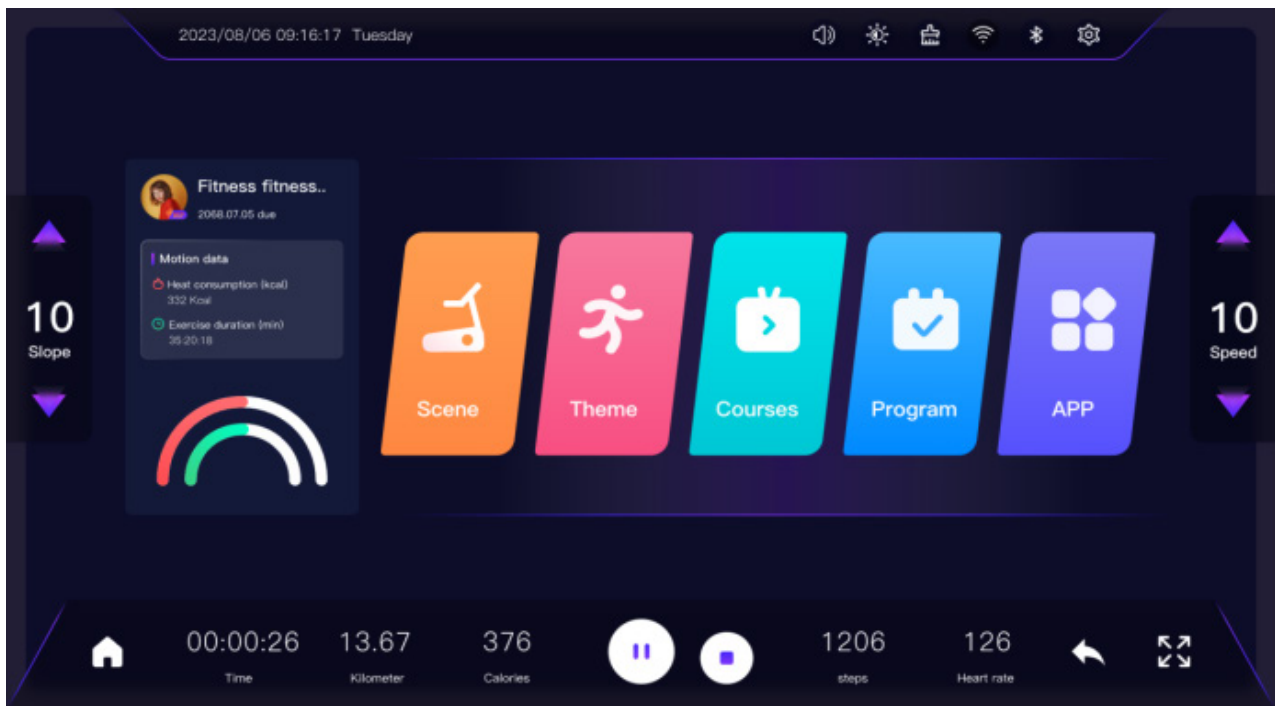 2023/08/06 09:16:17 Tuesday
Fitness fitness..
2068.07.05 due
Motion data
Heat consumption (kcal)
332 Kcal
Exercise duration (min)
35:20:18
10
Slope
Scene
Theme
Courses
Program
APP
10
Speed
00:00:26
Time
13.67
Kilometer
376
Calories
1206
steps
126
Heart rate